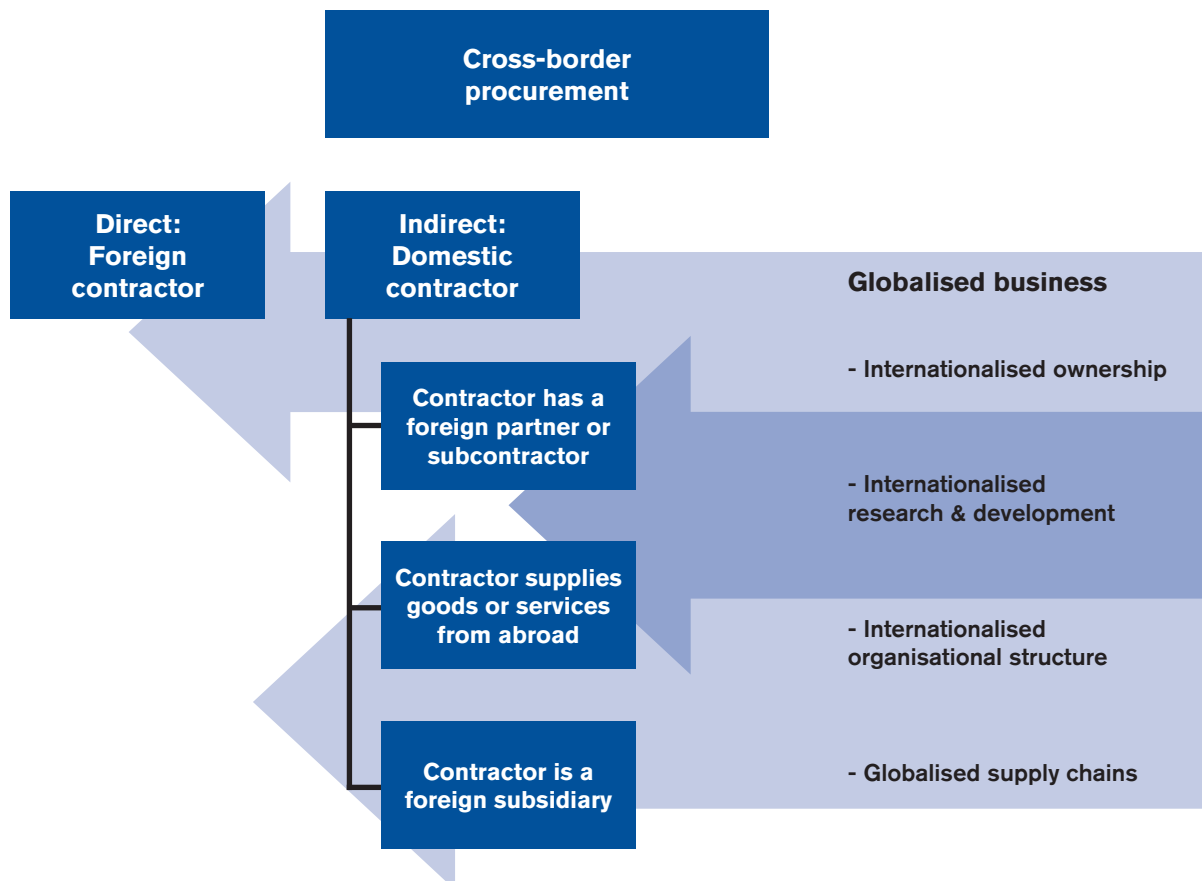 Cross-border
procurement
Direct:
Foreign
contractor
Indirect:
Domestic
contractor
Contractor has a
foreign partner or
subcontractor
Contractor supplies
goods or services
from abroad
Contractor is a
foreign subsidiary
Globalised business
- Internationalised ownership
- Internationalised
research & development
- Internationalised
organisational structure
- Globalised supply chains